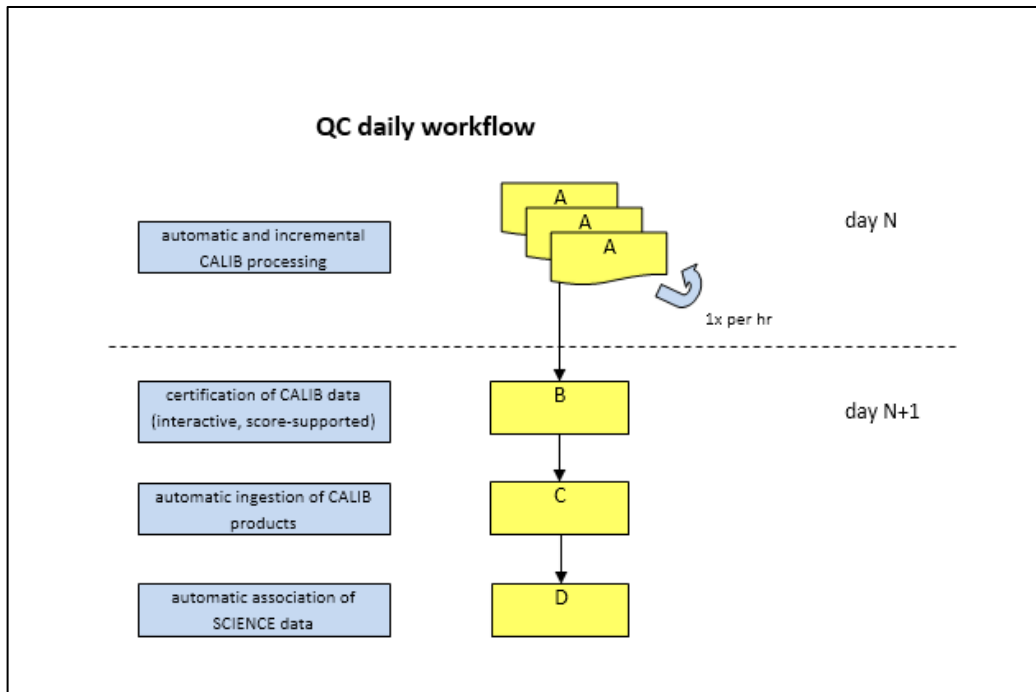 QC daily workflow
automatic and incremental
CALIB processing
A
A
A
day N
1x per hr
certification of CALIB data
(interactive, score-supported)
B
day N+1
automatic ingestion of CALIB
products
C
automatic association of
SCIENCE data
D